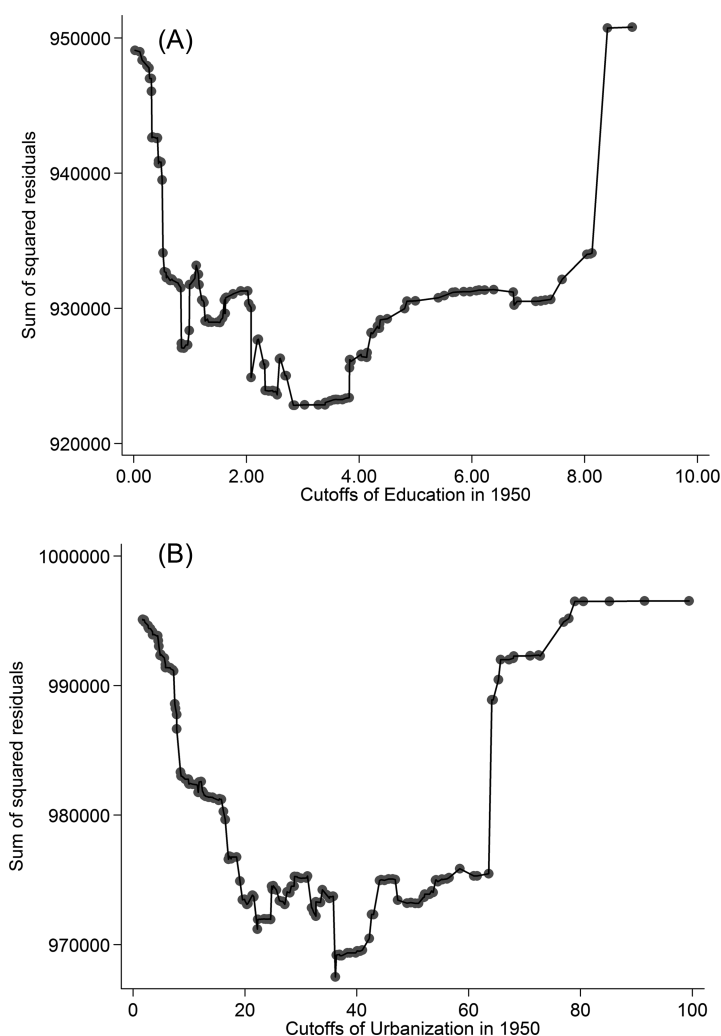 (A)
950000
940000
930000
920000
Sum of squared residuals
0.00 2.00 4.00 6.00 8.00 10.00
Cutoffs of Education in 1950
(B)
1000000
990000
980000
970000
Sum of squared residuals
0 20 40 60 80 100
Cutoffs of Urbanization in 1950